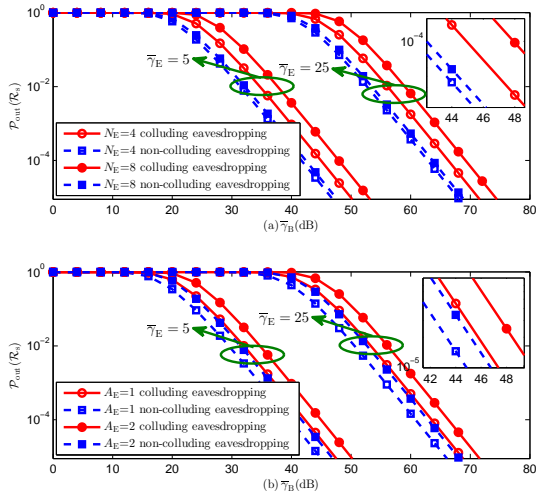 10^0
10^-2
10^-4
P_out(R_s)
γ̅_E = 5
γ̅_E = 25
10^-4
44 46 48
N_E=4 colluding eavesdropping
N_E=4 non-colluding eavesdropping
N_E=8 colluding eavesdropping
N_E=8 non-colluding eavesdropping
0 10 20 30 40 50 60 70 80
(a) γ̅_B(dB)
10^0
10^-2
10^-4
P_out(R_s)
γ̅_E = 5
γ̅_E = 25
10^-5
42 44 46 48
A_E=1 colluding eavesdropping
A_E=1 non-colluding eavesdropping
A_E=2 colluding eavesdropping
A_E=2 non-colluding eavesdropping
0 10 20 30 40 50 60 70 80
(b) γ̅_B(dB)